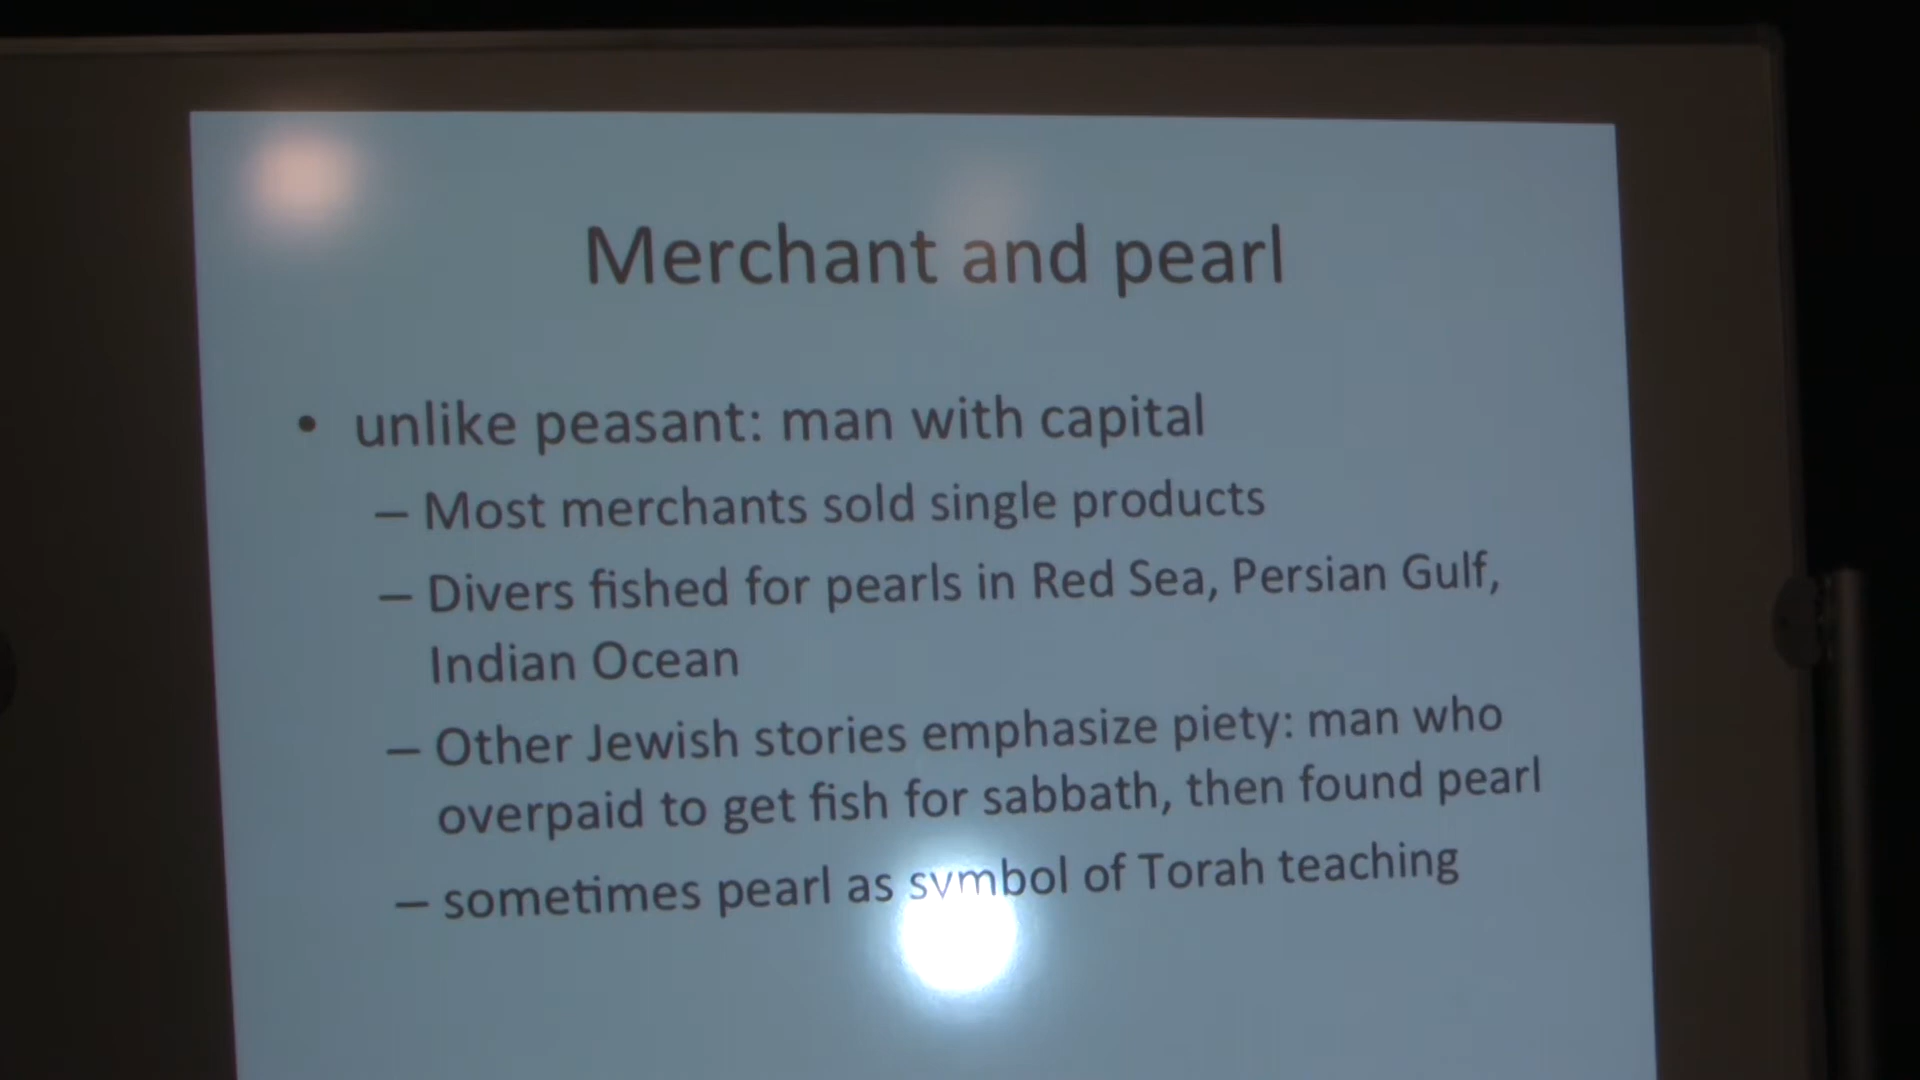 Merchant and pearl
• unlike peasant: man with capital
– Most merchants sold single products
– Divers fished for pearls in Red Sea, Persian Gulf,
Indian Ocean
– Other Jewish stories emphasize piety: man who
overpaid to get fish for sabbath, then found pearl
– sometimes pearl as symbol of Torah teaching